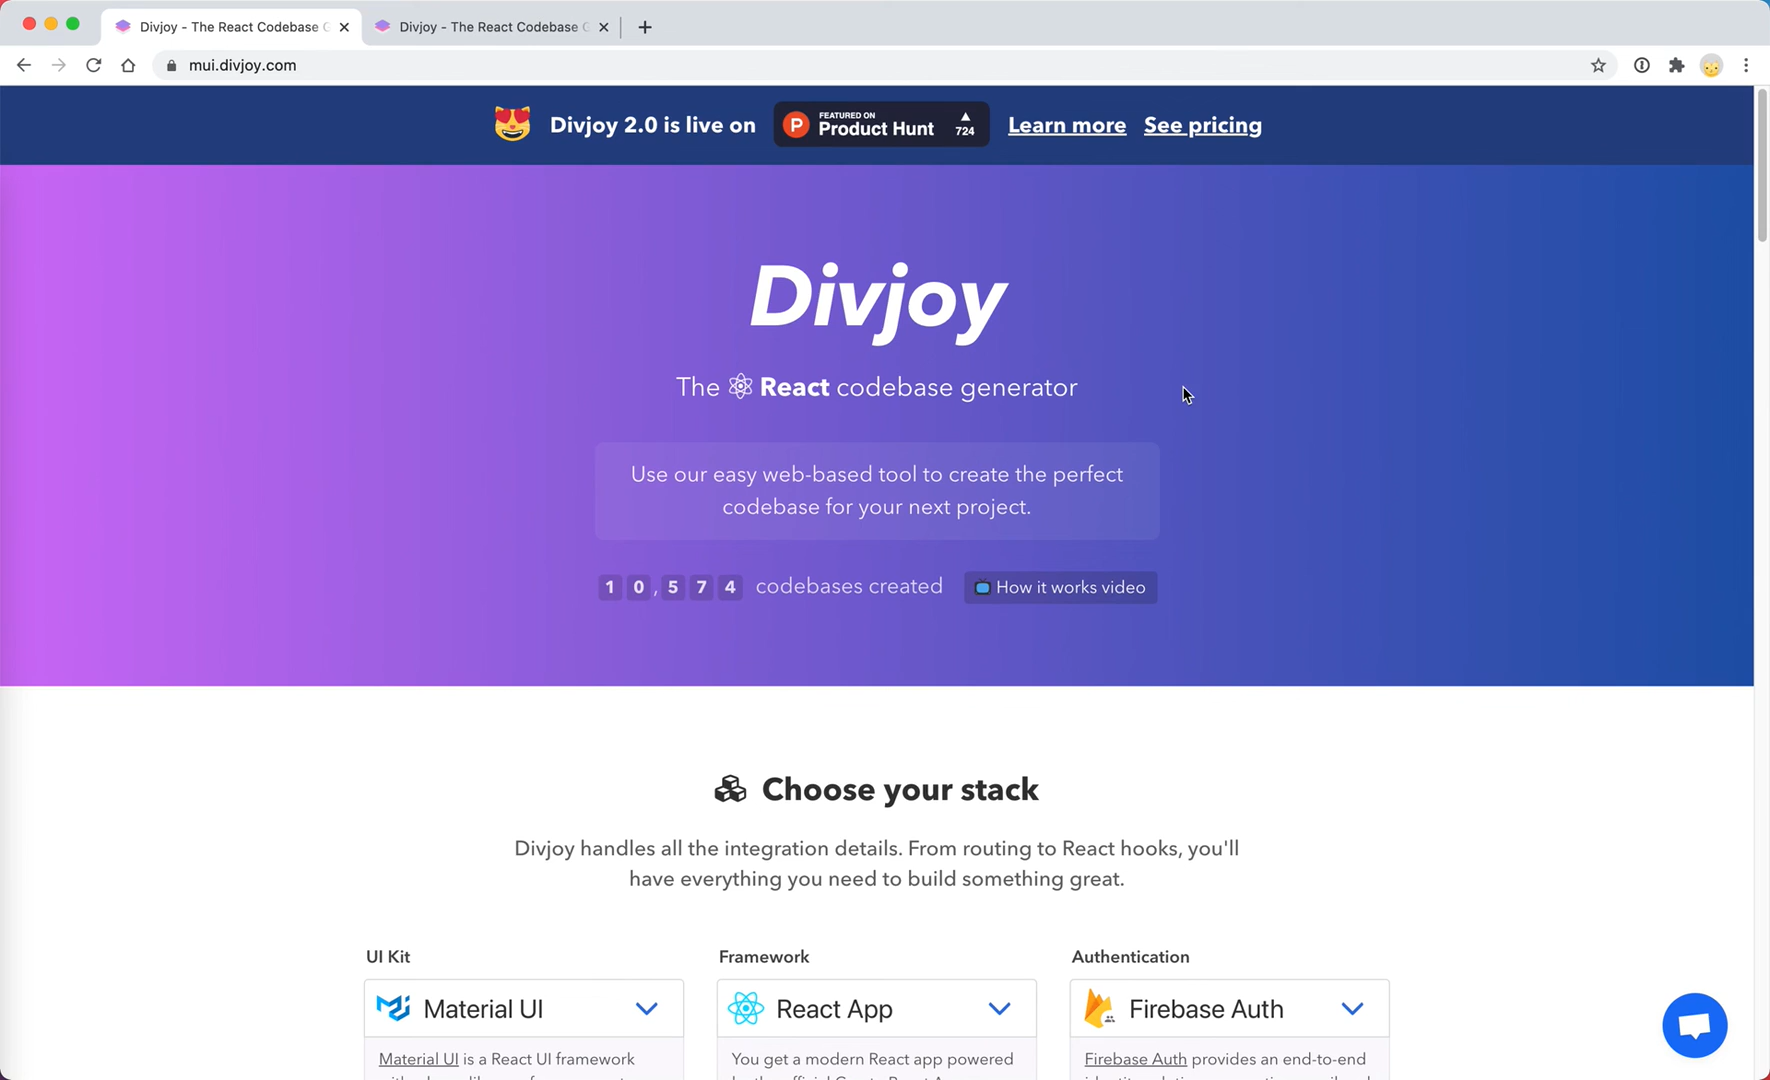 Divjoy - The React Codebase G
Divjoy - The React Codebase G
mui.divjoy.com
Divjoy 2.0 is live on
FEATURED ON
Product Hunt
724
Learn more
See pricing
Divjoy
The React codebase generator
Use our easy web-based tool to create the perfect
codebase for your next project.
10,574 codebases created
How it works video
Choose your stack
Divjoy handles all the integration details. From routing to React hooks, you'll
have everything you need to build something great.
UI Kit
Framework
Authentication
Material UI
React App
Firebase Auth
Material UI is a React UI framework
You get a modern React app powered
Firebase Auth provides an end-to-end